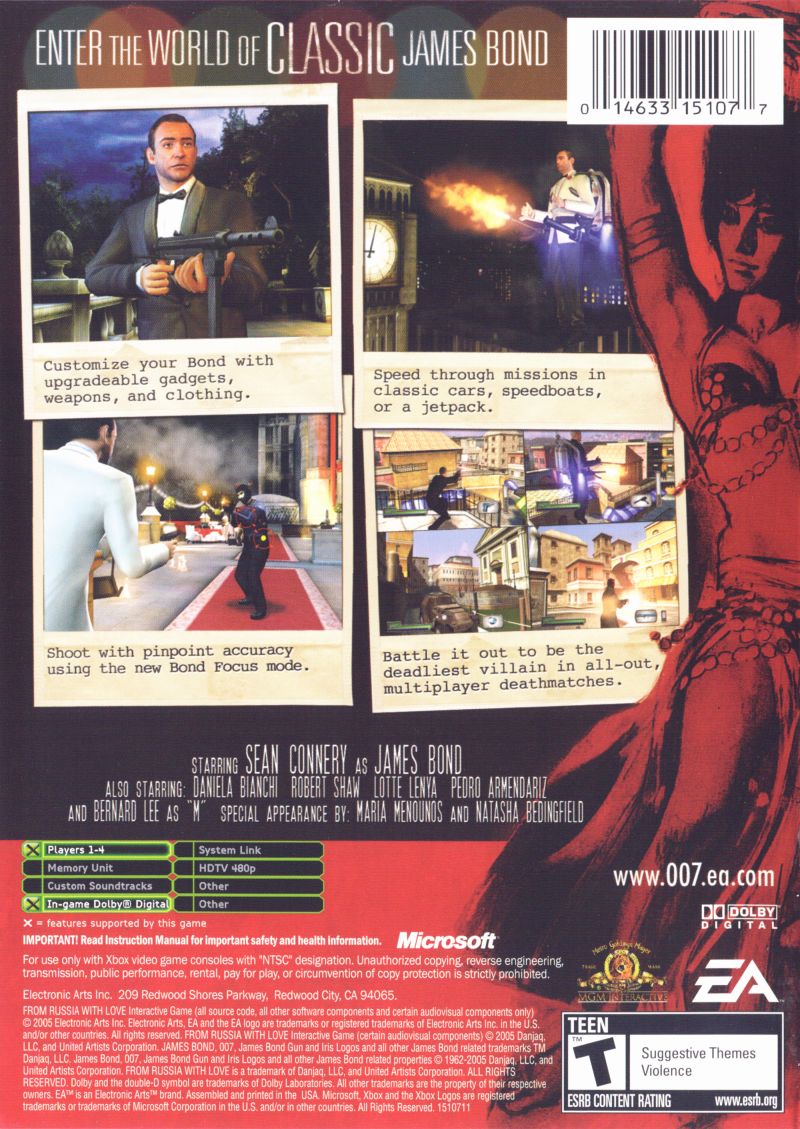 ENTER THE WORLD OF CLASSIC JAMES BOND
0 14633 15107 7
Customize your Bond with
upgradeable gadgets,
weapons, and clothing.
Speed through missions in
classic cars, speedboats,
or a jetpack.
Shoot with pinpoint accuracy
using the new Bond Focus mode.
Battle it out to be the
deadliest villain in all-out,
multiplayer deathmatches.
STARRING SEAN CONNERY AS JAMES BOND
ALSO STARRING: DANIELA BIANCHI ROBERT SHAW LOTTE LENYA PEDRO ARMENDARIZ
AND BERNARD LEE AS "M" SPECIAL APPEARANCE BY: MARIA MENOUNOS AND NATASHA BEDINGFIELD
X Players 1-4
Memory Unit
Custom Soundtracks
X In-game Dolby® Digital
System Link
HDTV 480p
Other
Other
X = features supported by this game
www.007.ea.com
DOLBY
DIGITAL
IMPORTANT! Read Instruction Manual for important safety and health information. Microsoft®
For use only with Xbox video game consoles with "NTSC" designation. Unauthorized copying, reverse engineering,
transmission, public performance, rental, pay for play, or circumvention of copy protection is strictly prohibited.
Electronic Arts Inc. 209 Redwood Shores Parkway, Redwood City, CA 94065.
FROM RUSSIA WITH LOVE Interactive Game (all source code, all other software components and certain audiovisual components only)
© 2005 Electronic Arts Inc. Electronic Arts, EA and the EA logo are trademarks or registered trademarks of Electronic Arts Inc. in the U.S.
and/or other countries. All rights reserved. FROM RUSSIA WITH LOVE Interactive Game (certain audiovisual components) © 2005 Danjaq,
LLC, and United Artists Corporation. JAMES BOND, 007, James Bond Gun and Iris Logos and all other James Bond related trademarks TM
Danjaq, LLC. James Bond, 007, James Bond Gun and Iris Logos and all other James Bond related properties © 1962-2005 Danjaq, LLC, and
United Artists Corporation. FROM RUSSIA WITH LOVE is a trademark of Danjaq, LLC, and United Artists Corporation. ALL RIGHTS
RESERVED. Dolby and the double-D symbol are trademarks of Dolby Laboratories. All other trademarks are the property of their respective
owners. EA™ is an Electronic Arts™ brand. Assembled and printed in the USA. Microsoft, Xbox and the Xbox Logos are registered
trademarks or trademarks of Microsoft Corporation in the U.S. and/or in other countries. All Rights Reserved. 1510711
Metro Goldwyn Mayer
TRADE MARK
MGM INTERACTIVE
EA
TEEN
T™
Suggestive Themes
Violence
ESRB CONTENT RATING www.esrb.org